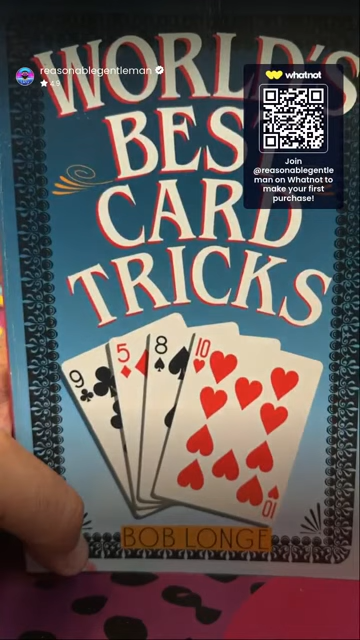 reasonablegentleman
whatnot
Join
@reasonablegentle
man on Whatnot to
make your first
purchase!
WORLD'S
BEST
CARD
TRICKS
9
5
8
10
10
BOB LONGE